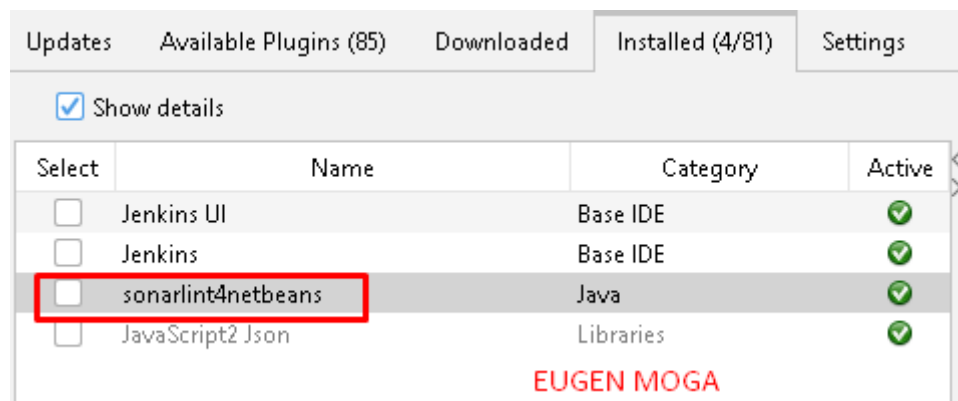 Updates Available Plugins (85) Downloaded Installed (4/81) Settings
Show details
Select Name Category Active
Jenkins UI Base IDE
Jenkins Base IDE
sonarlint4netbeans Java
JavaScript2 Json Libraries
EUGEN MOGA